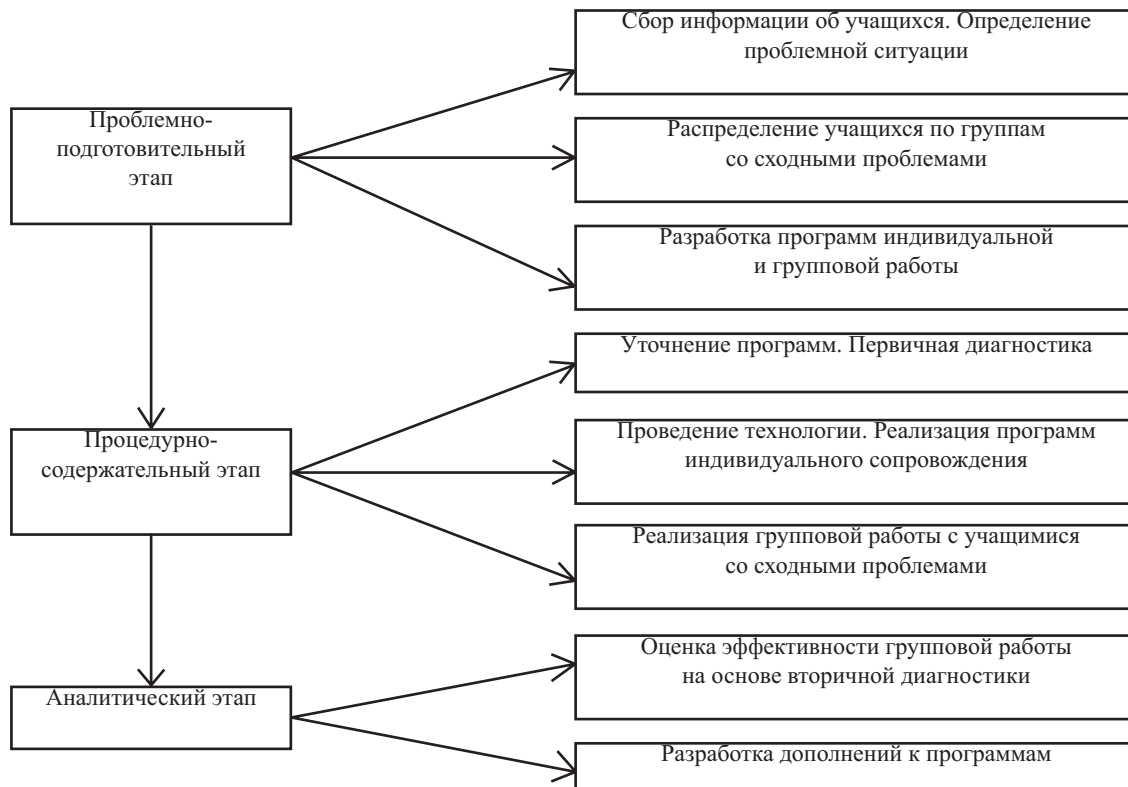 Сбор информации об учащихся. Определение
проблемной ситуации
Проблемно-
подготовительный
этап
Распределение учащихся по группам
со сходными проблемами
Разработка программ индивидуальной
и групповой работы
Уточнение программ. Первичная диагностика
Процедурно-
содержательный этап
Проведение технологии. Реализация программ
индивидуального сопровождения
Реализация групповой работы с учащимися
со сходными проблемами
Оценка эффективности групповой работы
на основе вторичной диагностики
Аналитический этап
Разработка дополнений к программам